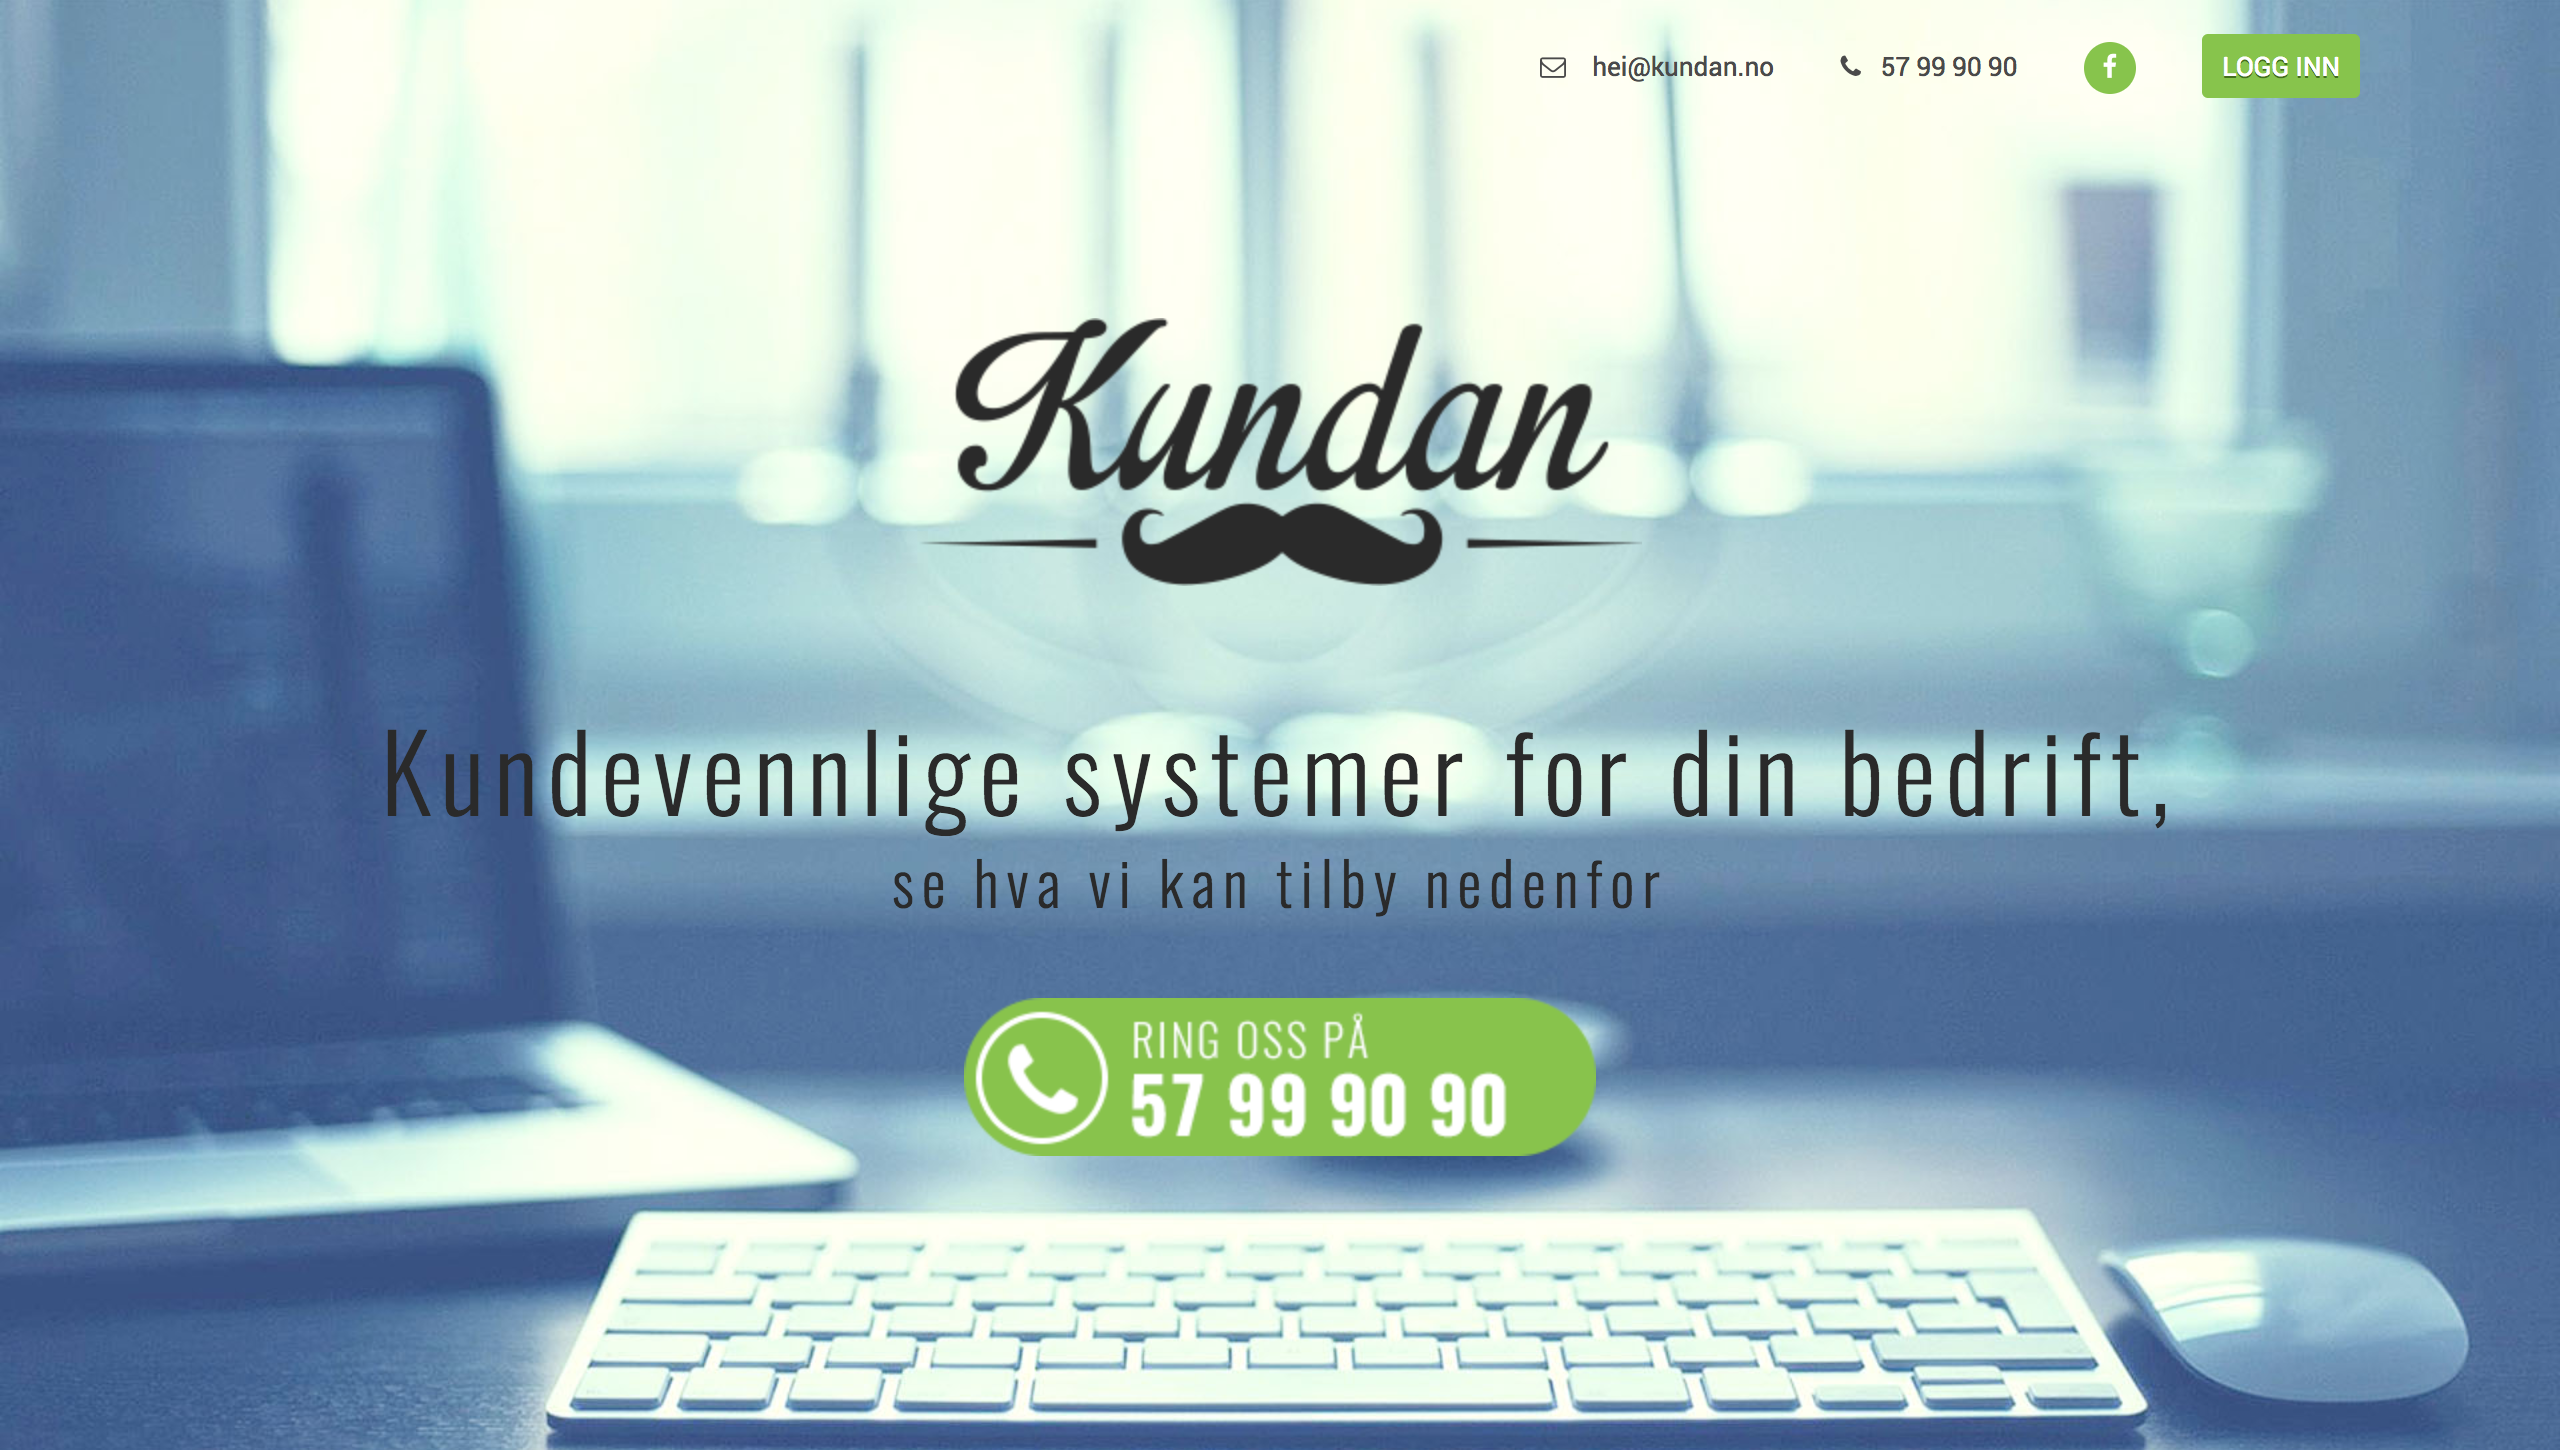 hei@kundan.no 57 99 90 90 LOGG INN
Kundan
Kundevennlige systemer for din bedrift,
se hva vi kan tilby nedenfor
RING OSS PÅ
57 99 90 90